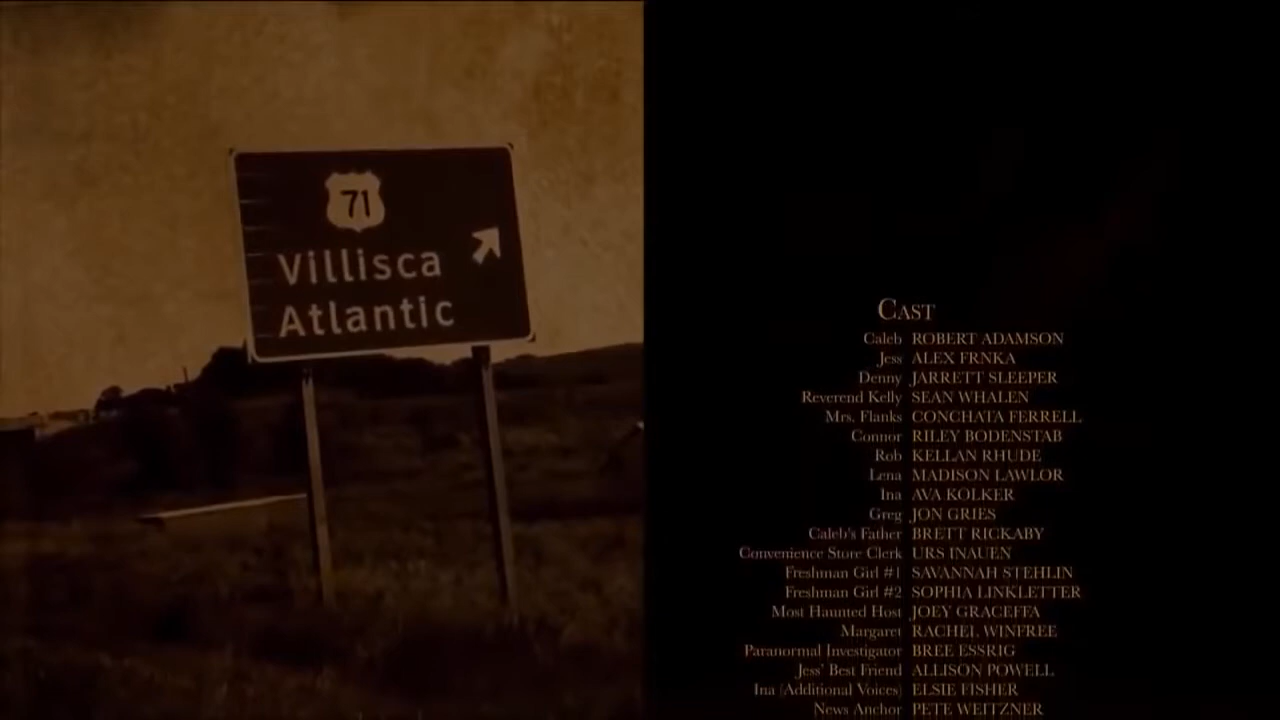 71
Villisca
Atlantic
CAST
Caleb ROBERT ADAMSON
Jess ALEX FRNKA
Denny JARRETT SLEEPER
Reverend Kelly SEAN WHALEN
Mrs. Flanks CONCHATA FERRELL
Connor RILEY BODENSTAB
Rob KELLAN RHUDE
Lena MADISON LAWLOR
Ina AVA KOLKER
Greg JON GRIES
Caleb's Father BRETT RICKABY
Convenience Store Clerk URS INAUEN
Freshman Girl #1 SAVANNAH STEHLIN
Freshman Girl #2 SOPHIA LINKLETTER
Most Haunted Host JOEY GRACEFFA
Margaret RACHEL WINFREE
Paranormal Investigator BREE ESSRIG
Jess' Best Friend ALLISON POWELL
Ina (Additional Voices) ELSIE FISHER
News Anchor PETE WEITZNER